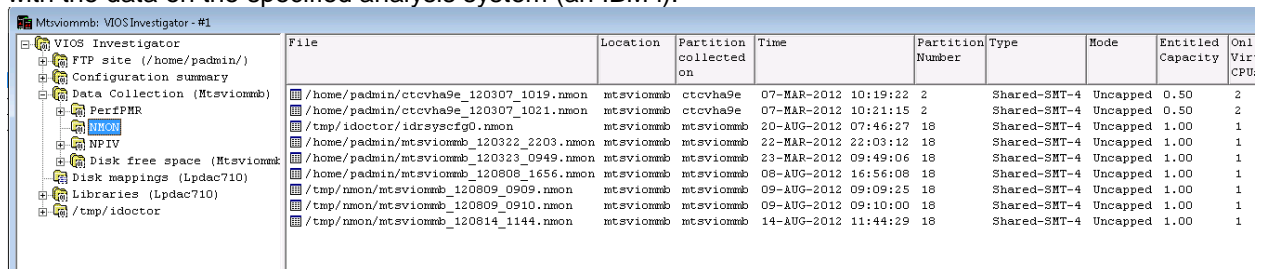 with the data on the specified analysis system (an IBM i).
Mtsviommb: VIOS Investigator - #1
VIOS Investigator
FTP site (/home/padmin/)
Configuration summary
Data Collection (Mtsviommb)
PerfPMR
NMON
NPIV
Disk free space (Mtsviommb
Disk mappings (Lpdac710)
Libraries (Lpdac710)
/tmp/idoctor
File Location Partition collected on Time Partition Number Type Mode Entitled Capacity Onl Vir CPU:
/home/padmin/ctcvha9e_120307_1019.nmon mtsviommb ctcvha9e 07-MAR-2012 10:19:22 2 Shared-SMT-4 Uncapped 0.50 2
/home/padmin/ctcvha9e_120307_1021.nmon mtsviommb ctcvha9e 07-MAR-2012 10:21:15 2 Shared-SMT-4 Uncapped 0.50 2
/tmp/idoctor/idrsyscfg0.nmon mtsviommb mtsviommb 20-AUG-2012 07:46:27 18 Shared-SMT-4 Uncapped 1.00 1
/home/padmin/mtsviommb_120322_2203.nmon mtsviommb mtsviommb 22-MAR-2012 22:03:12 18 Shared-SMT-4 Uncapped 1.00 1
/home/padmin/mtsviommb_120323_0949.nmon mtsviommb mtsviommb 23-MAR-2012 09:49:06 18 Shared-SMT-4 Uncapped 1.00 1
/home/padmin/mtsviommb_120808_1656.nmon mtsviommb mtsviommb 08-AUG-2012 16:56:08 18 Shared-SMT-4 Uncapped 1.00 1
/tmp/nmon/mtsviommb_120809_0909.nmon mtsviommb mtsviommb 09-AUG-2012 09:09:25 18 Shared-SMT-4 Uncapped 1.00 1
/tmp/nmon/mtsviommb_120809_0910.nmon mtsviommb mtsviommb 09-AUG-2012 09:10:00 18 Shared-SMT-4 Uncapped 1.00 1
/tmp/nmon/mtsviommb_120814_1144.nmon mtsviommb mtsviommb 14-AUG-2012 11:44:29 18 Shared-SMT-4 Uncapped 1.00 1